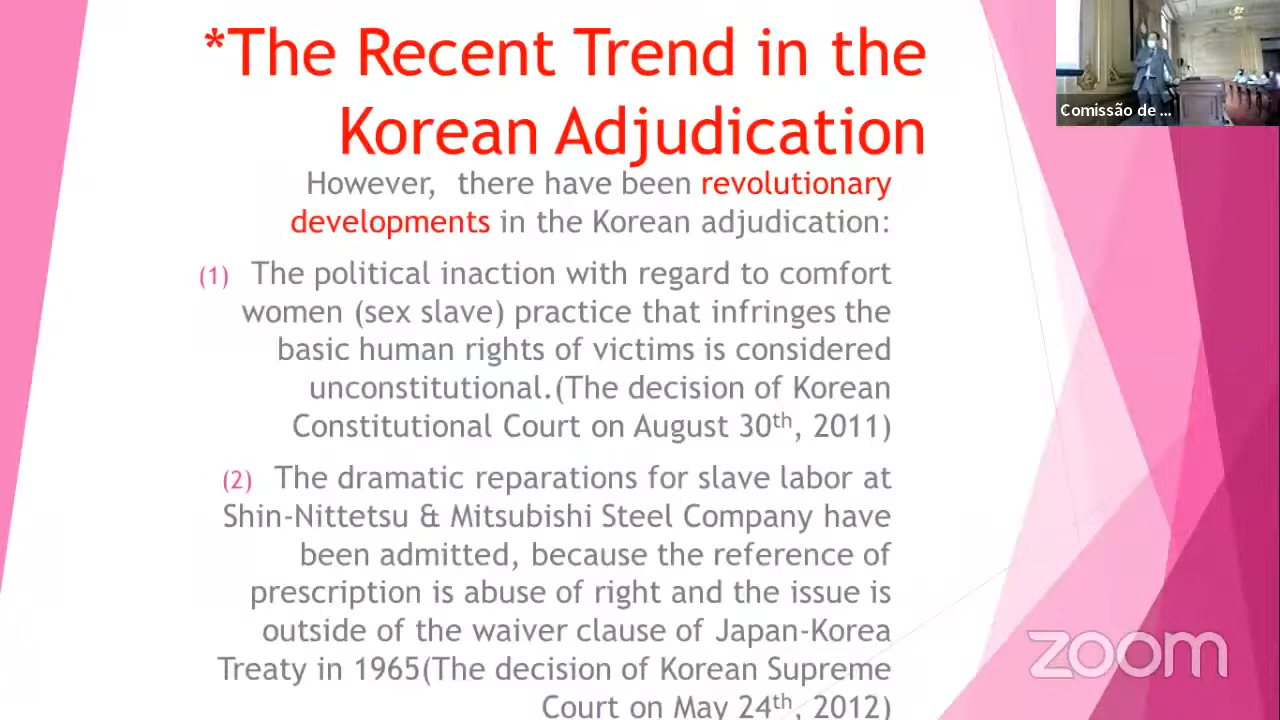 *The Recent Trend in the
Korean Adjudication
However,  there have been revolutionary
developments in the Korean adjudication:
(1) The political inaction with regard to comfort
women (sex slave) practice that infringes the
basic human rights of victims is considered
unconstitutional.(The decision of Korean
Constitutional Court on August 30th, 2011)
(2) The dramatic reparations for slave labor at
Shin-Nittetsu & Mitsubishi Steel Company have
been admitted, because the reference of
prescription is abuse of right and the issue is
outside of the waiver clause of Japan-Korea
Treaty in 1965(The decision of Korean Supreme
Court on May 24th, 2012)
Comissão de ...
zoom